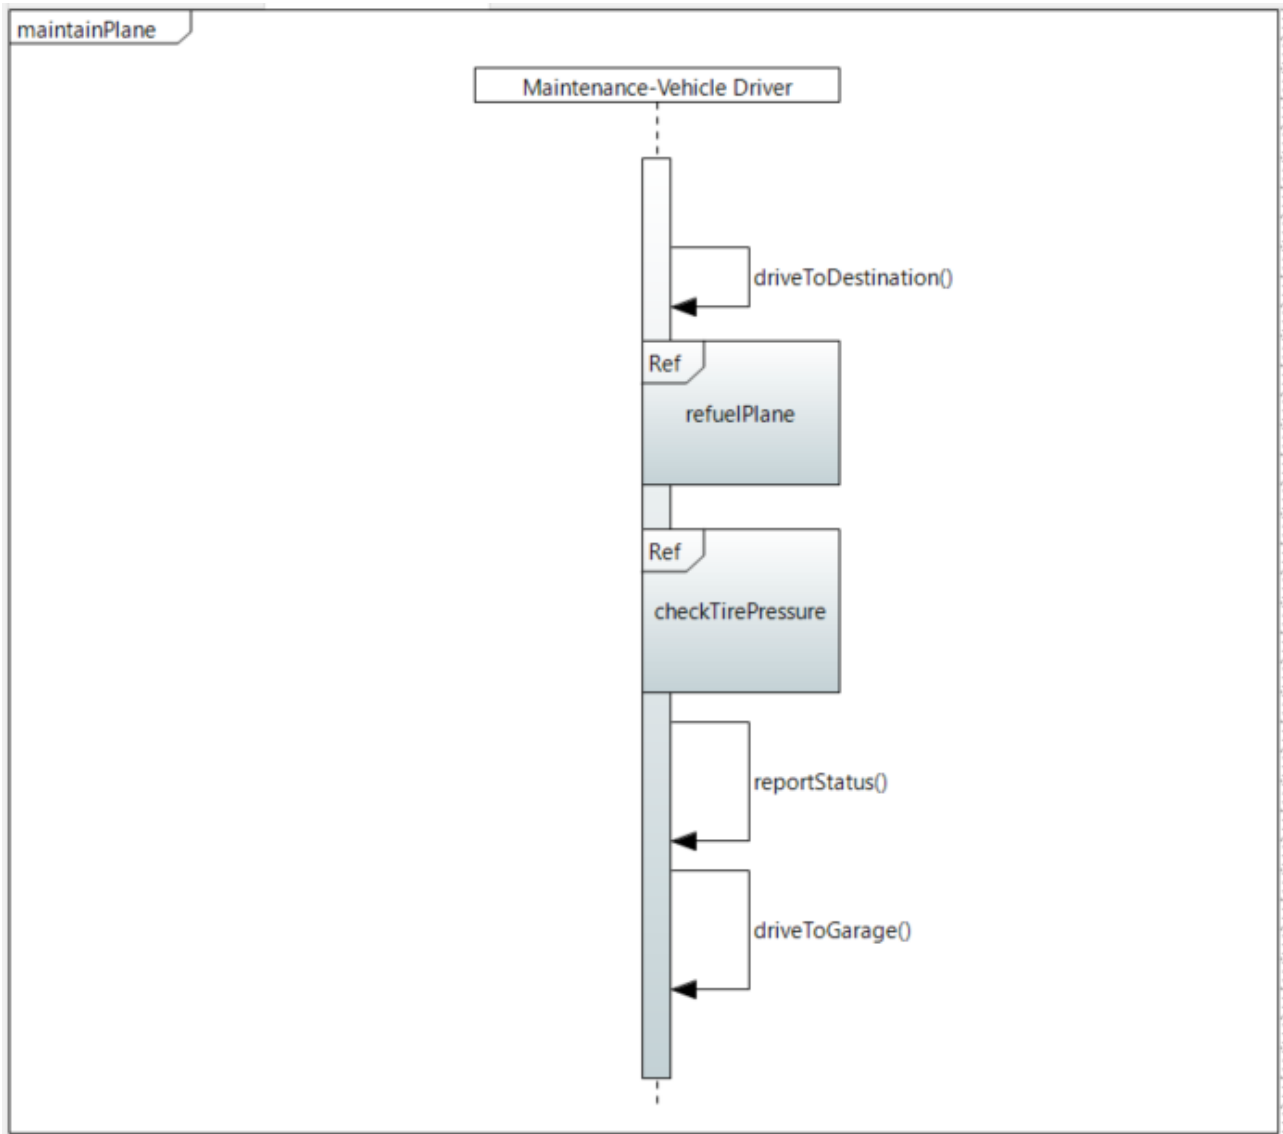 maintainPlane
Maintenance-Vehicle Driver
driveToDestination()
Ref
refuelPlane
Ref
checkTirePressure
reportStatus()
driveToGarage()